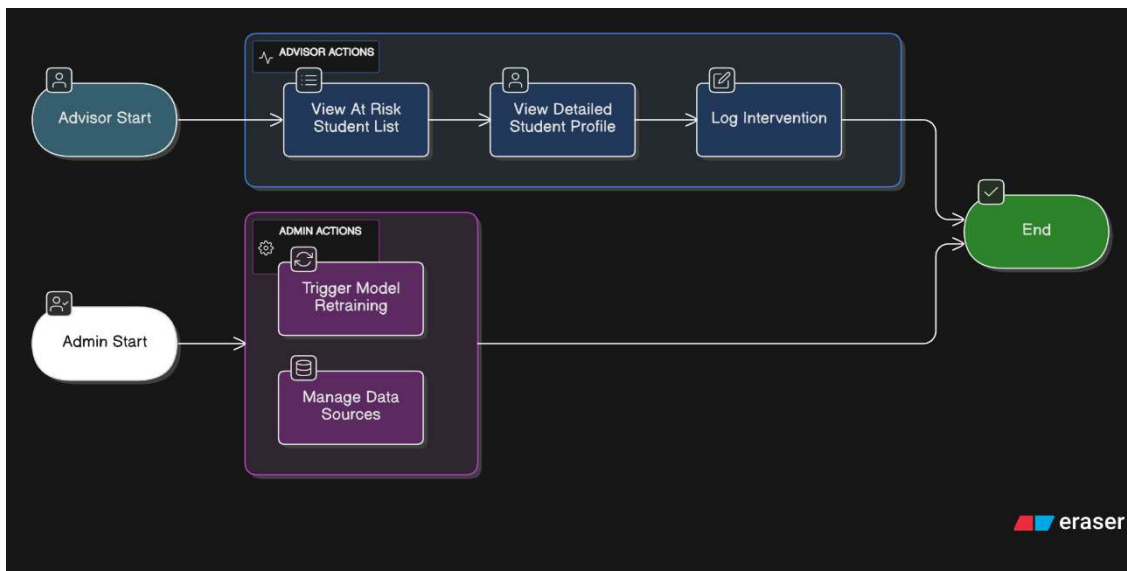 ADVISOR ACTIONS
Advisor Start
View At Risk
Student List
View Detailed
Student Profile
Log Intervention
End
ADMIN ACTIONS
Trigger Model
Retraining
Admin Start
Manage Data
Sources
eraser